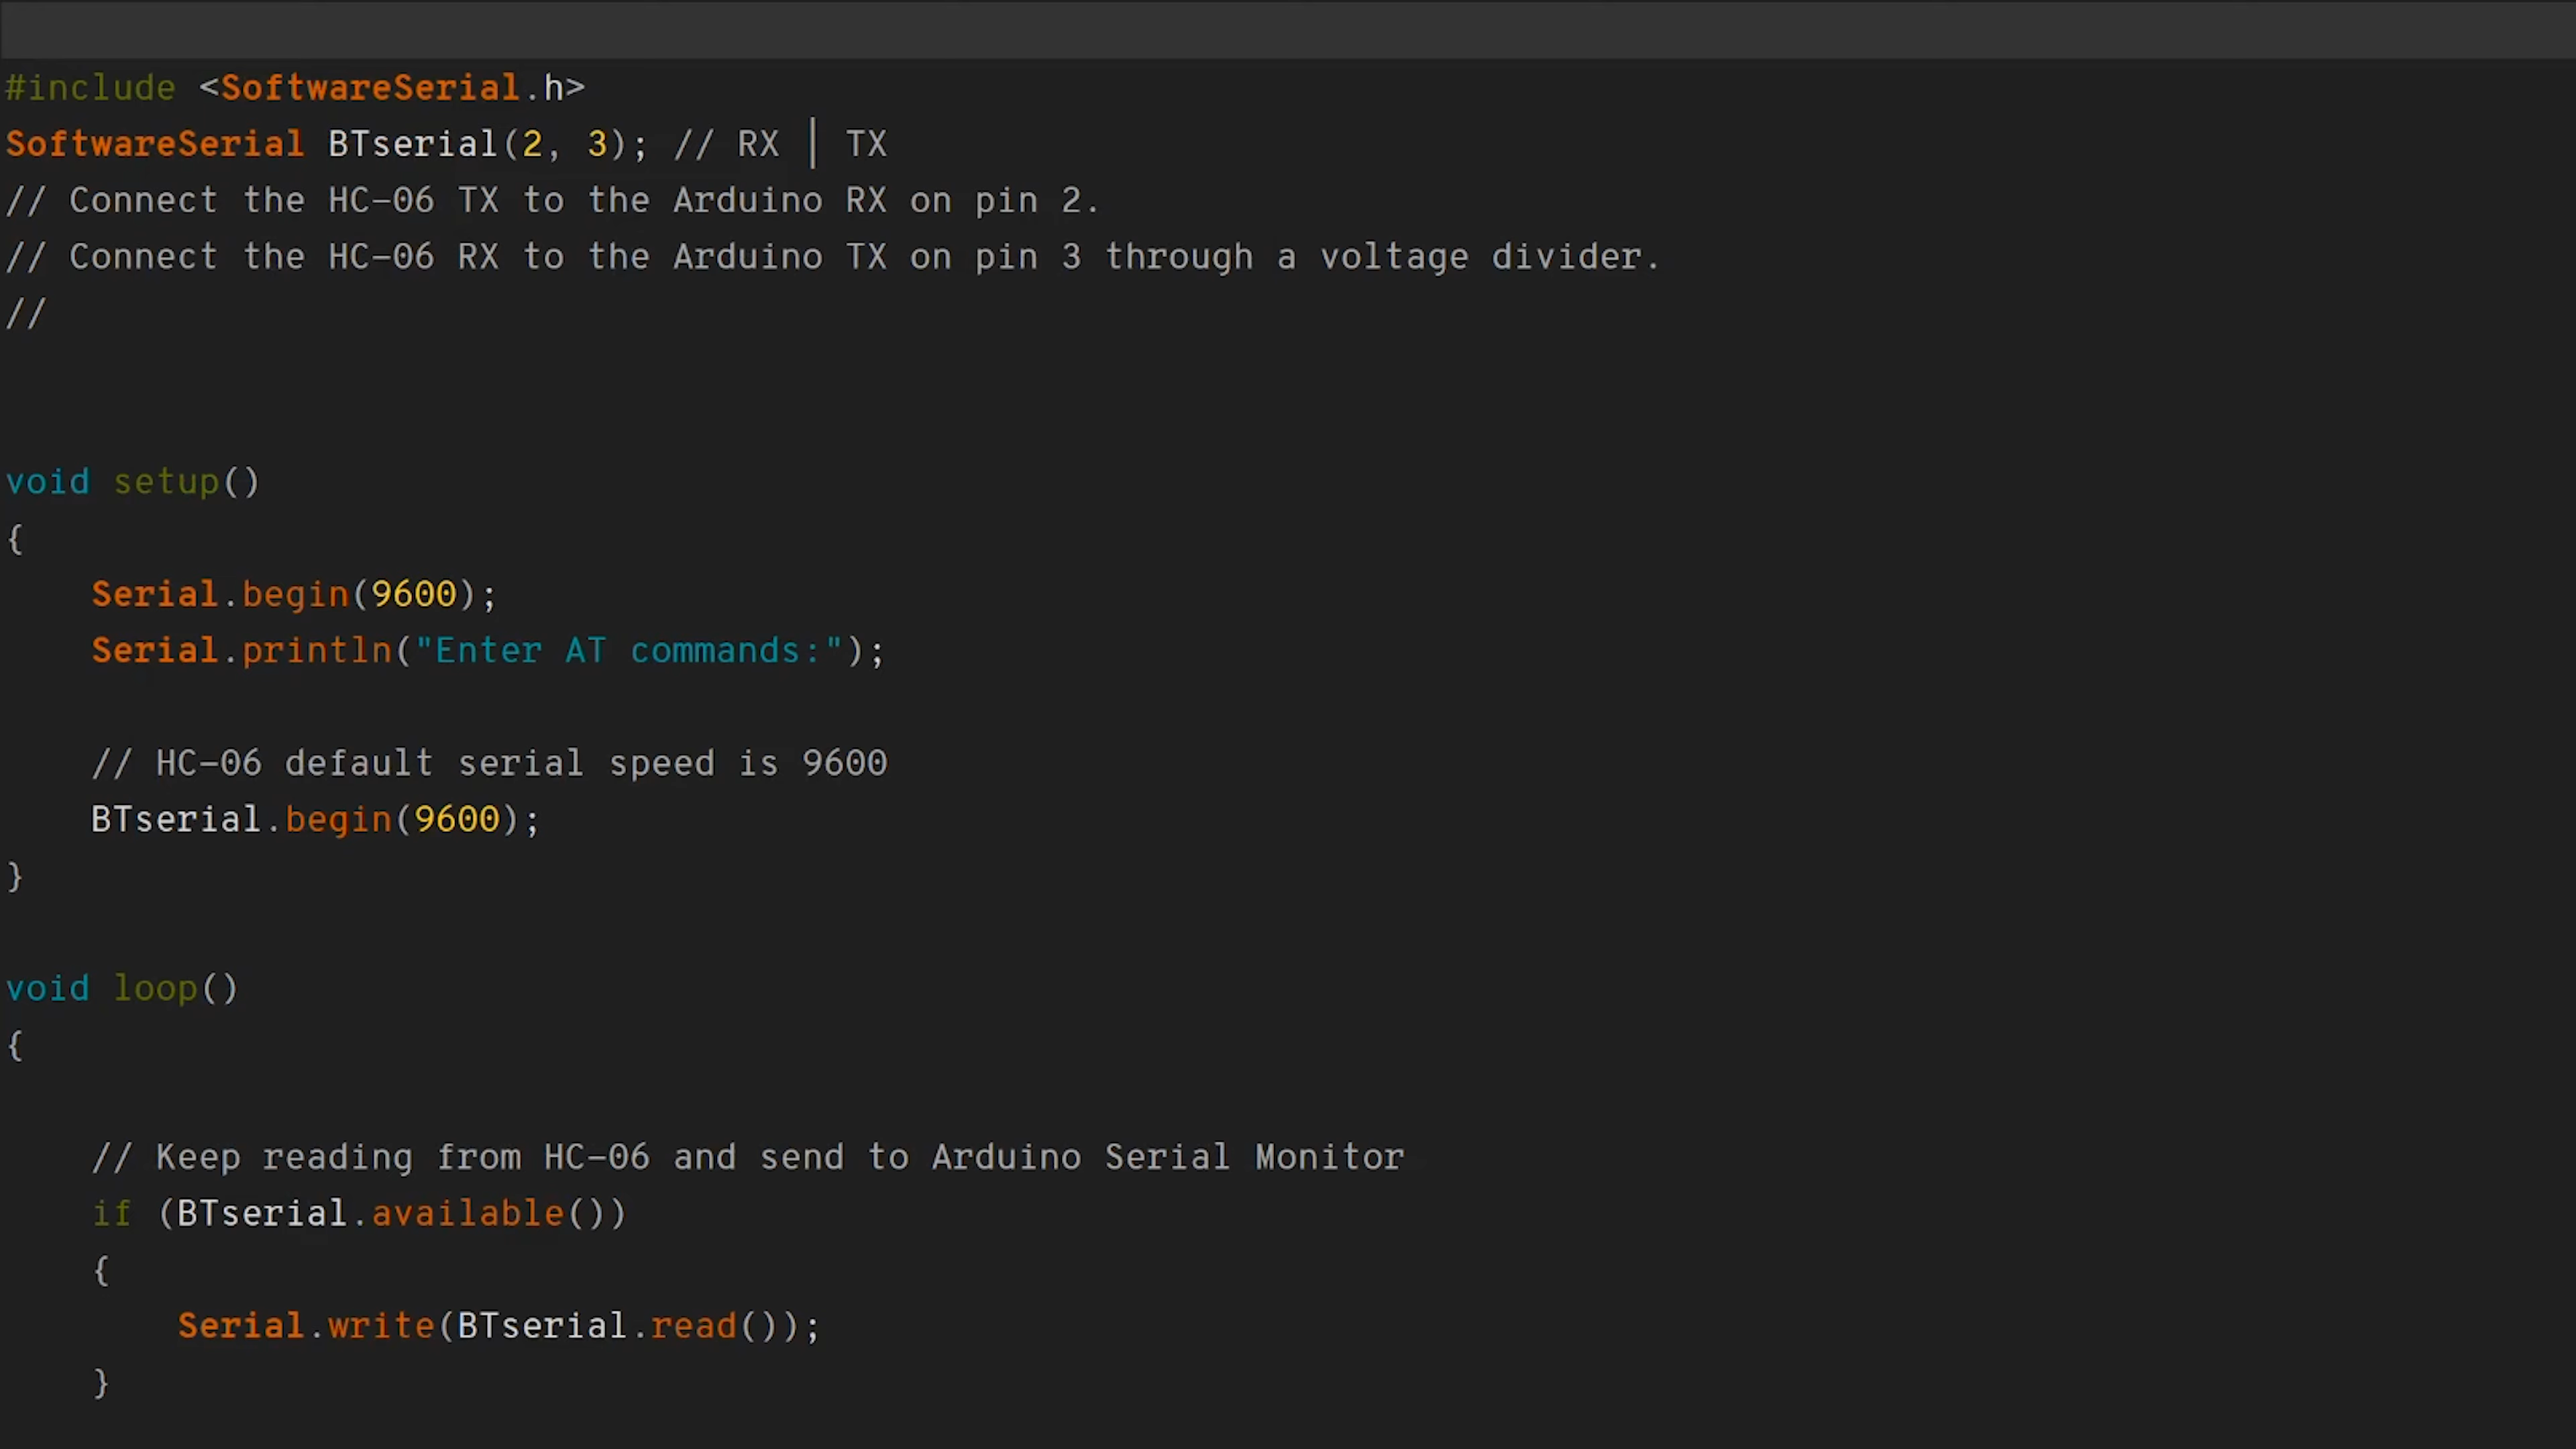 #include <SoftwareSerial.h>
SoftwareSerial BTserial(2, 3); // RX | TX
// Connect the HC-06 TX to the Arduino RX on pin 2.
// Connect the HC-06 RX to the Arduino TX on pin 3 through a voltage divider.
//
void setup()
{
    Serial.begin(9600);
    Serial.println("Enter AT commands:");
    // HC-06 default serial speed is 9600
    BTserial.begin(9600);
}
void loop()
{
    // Keep reading from HC-06 and send to Arduino Serial Monitor
    if (BTserial.available())
    {
        Serial.write(BTserial.read());
    }